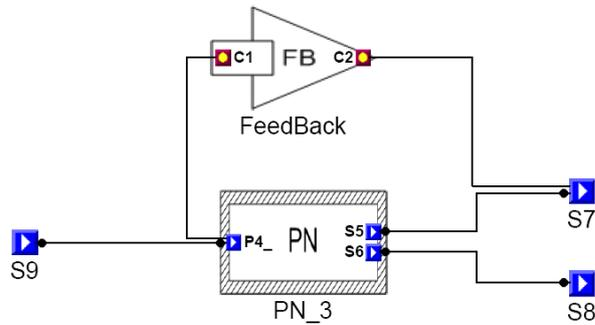 C1 FB C2
FeedBack
S7
S9
P4_ PN S5
S6
PN_3
S8